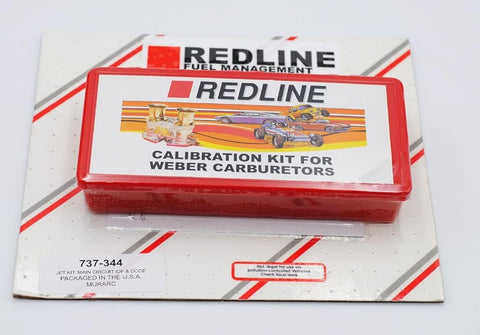 REDLINE
FUEL MANAGEMENT
REDLINE
CALIBRATION KIT FOR
WEBER CARBURETORS
737-344
JET KIT, MAIN CIRCUIT, IDF & DCOE
PACKAGED IN THE U.S.A.
MURARC
Not legal for use on
pollution-controlled Vehicles
Check local laws